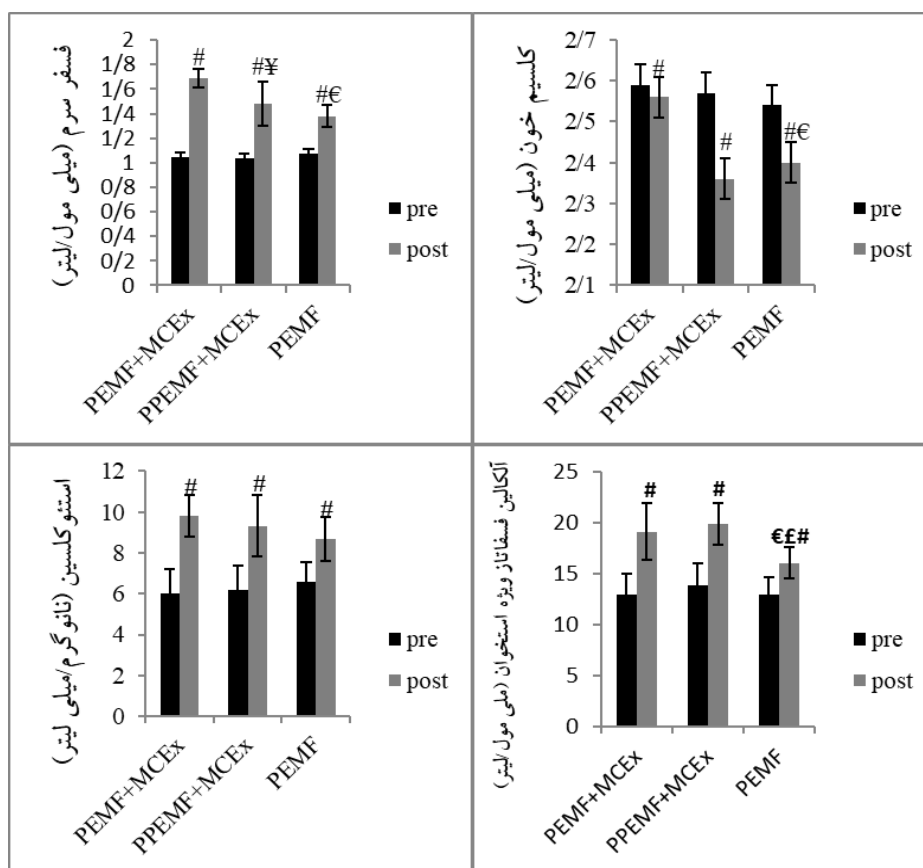 فسفر سرم (میلی مول/لیتر)
2
1/8
1/6
1/4
1/2
1
0/8
0/6
0/4
0/2
0
#
#¥
#€
pre
post
PEMF+MCEx
PPEMF+MCEx
PEMF
کلسیم خون (میلی مول/لیتر)
2/7
2/6
2/5
2/4
2/3
2/2
2/1
#
#
#€
pre
post
PEMF+MCEx
PPEMF+MCEx
PEMF
استئوکلسین (نانوگرم/میلی لیتر)
12
10
8
6
4
2
0
#
#
#
pre
post
PEMF+MCEx
PPEMF+MCEx
PEMF
آلکالین فسفاتاز ویژه استخوان (ملی مول/لیتر)
25
20
15
10
5
0
#
#
€£#
pre
post
PEMF+MCEx
PPEMF+MCEx
PEMF